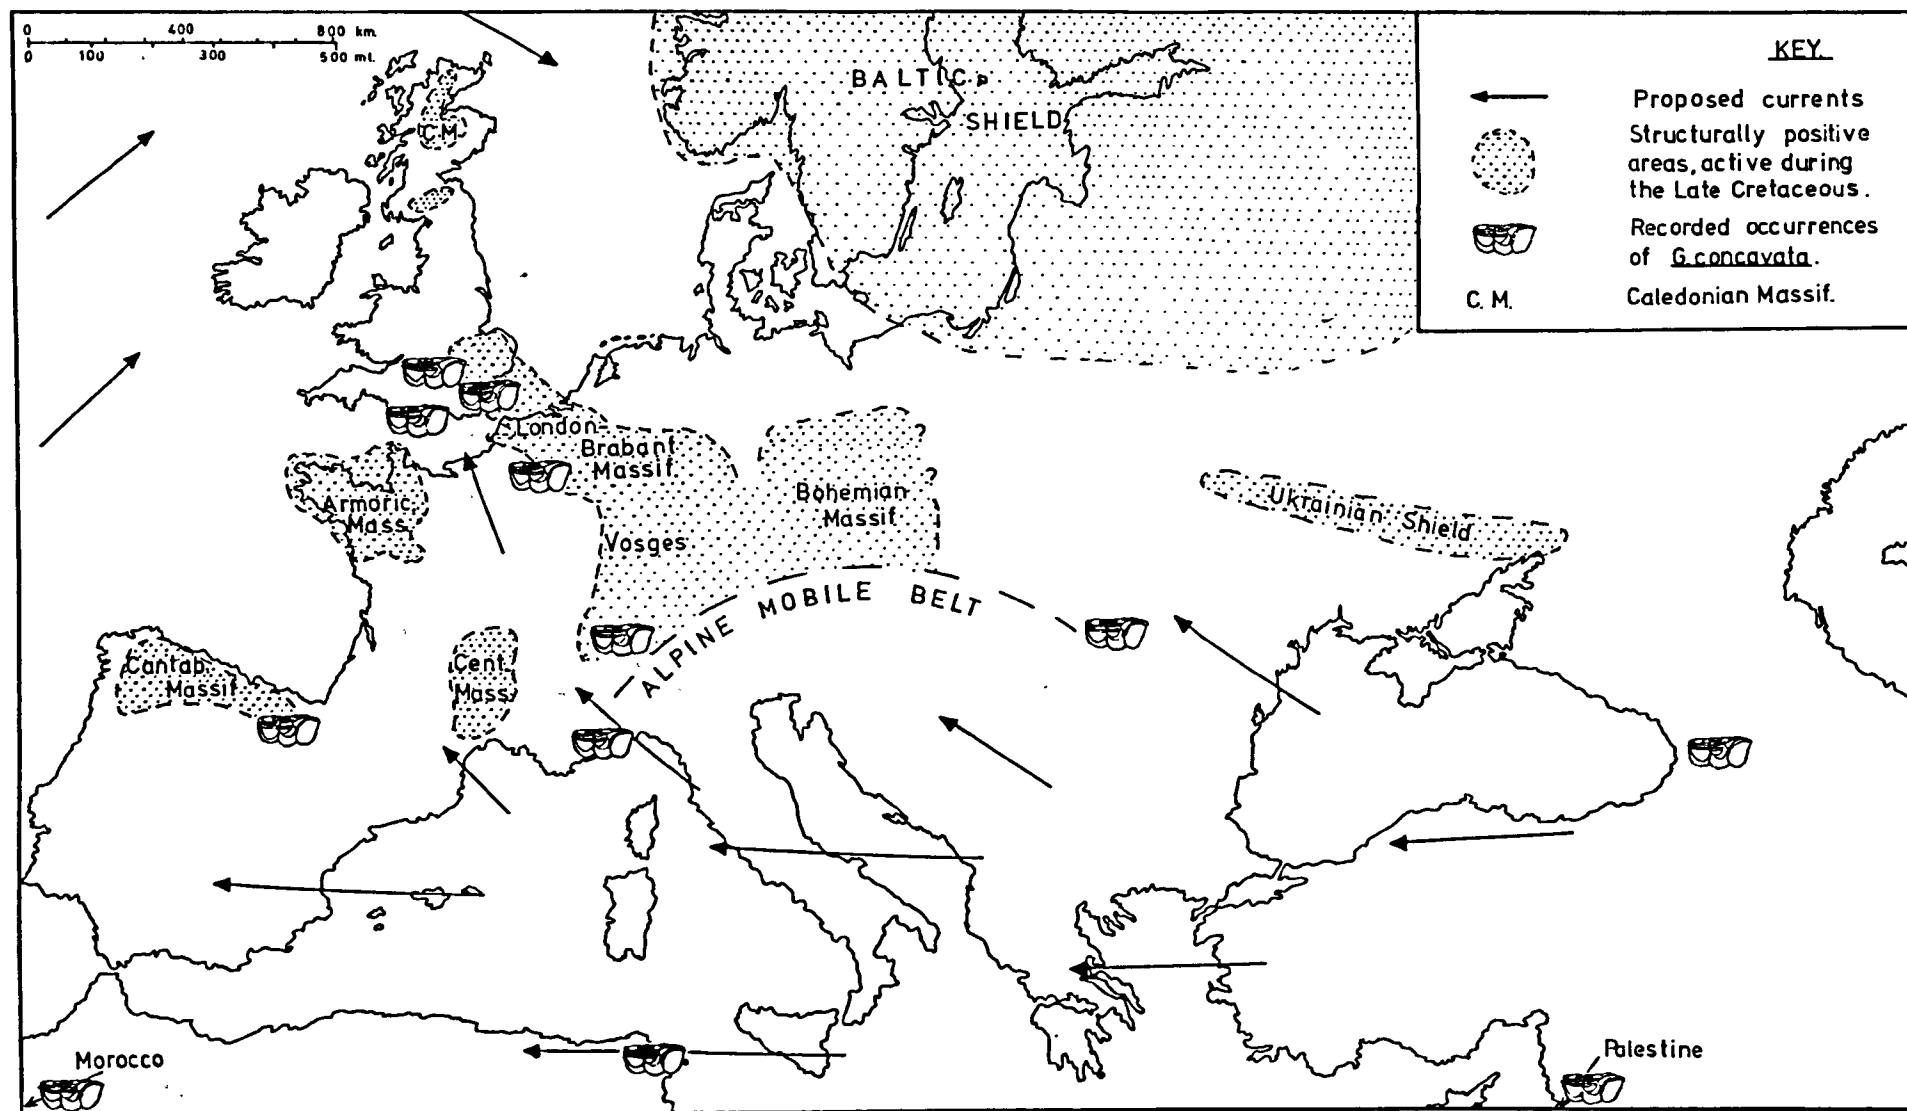 0 400 800 km.
0 100 300 500 ml.
BALTIC
SHIELD
C.M.
KEY.
Proposed currents
Structurally positive
areas, active during
the Late Cretaceous.
Recorded occurrences
of G.concavata.
C. M.
Caledonian Massif.
London-
Brabant
Massif
Armoric.
Mass.
Bohemian
Massif
Vosges
Ukrainian Shield
ALPINE MOBILE BELT
Cantab.
Massif
Cent.
Mass.
Morocco
Palestine